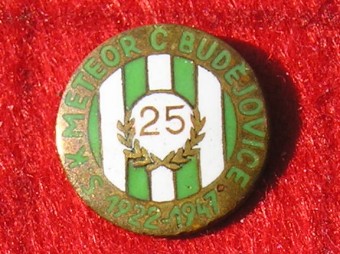 S.K. METEOR Č. BUDĚJOVICE
25
1922-1947